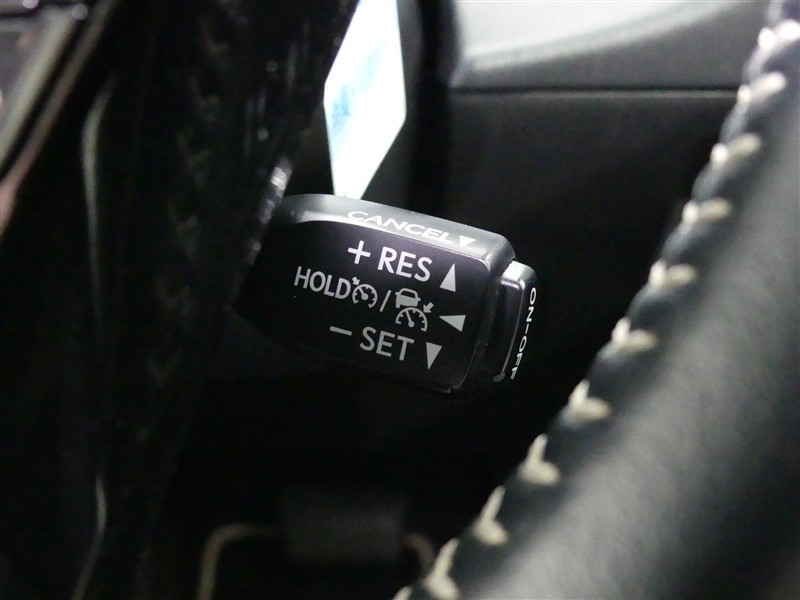 CANCEL▼
+ RES ▲
HOLD / ◀
− SET ▼
ON-OFF